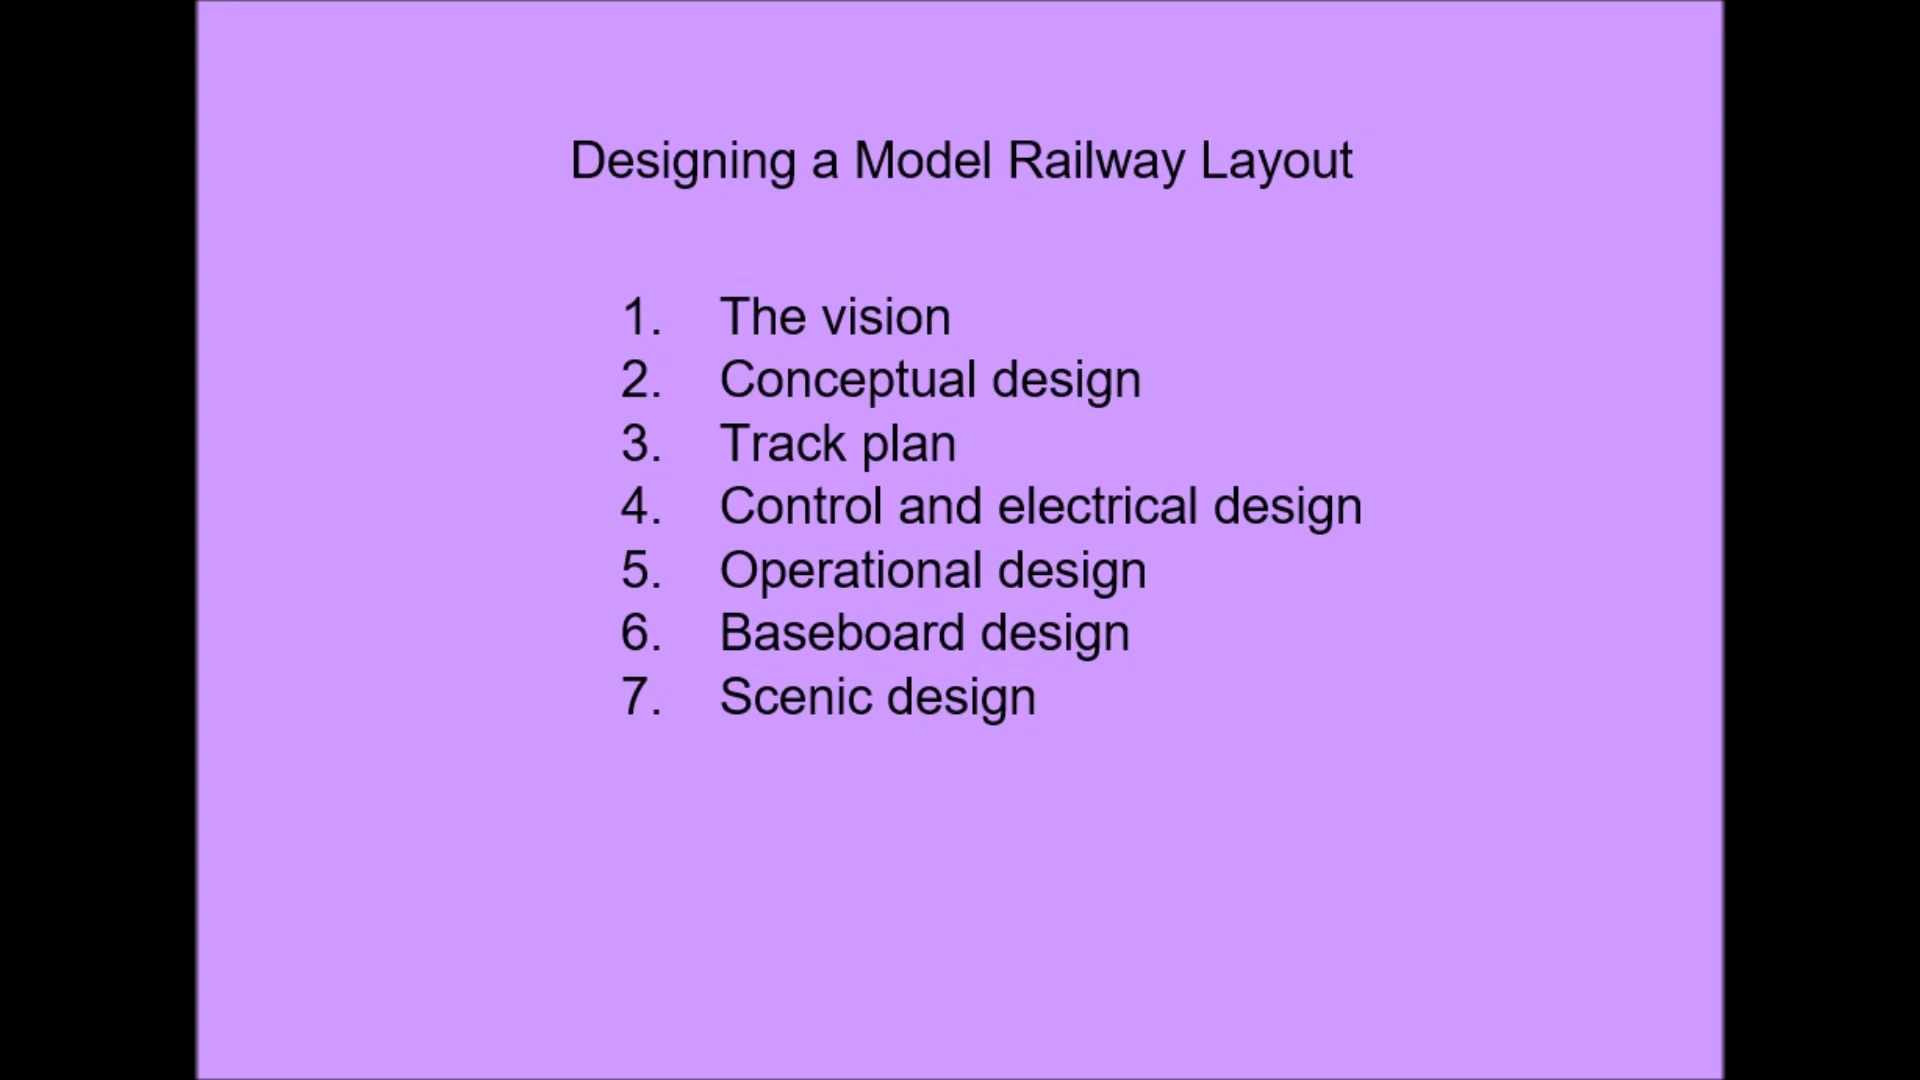 Designing a Model Railway Layout
1. The vision
2. Conceptual design
3. Track plan
4. Control and electrical design
5. Operational design
6. Baseboard design
7. Scenic design